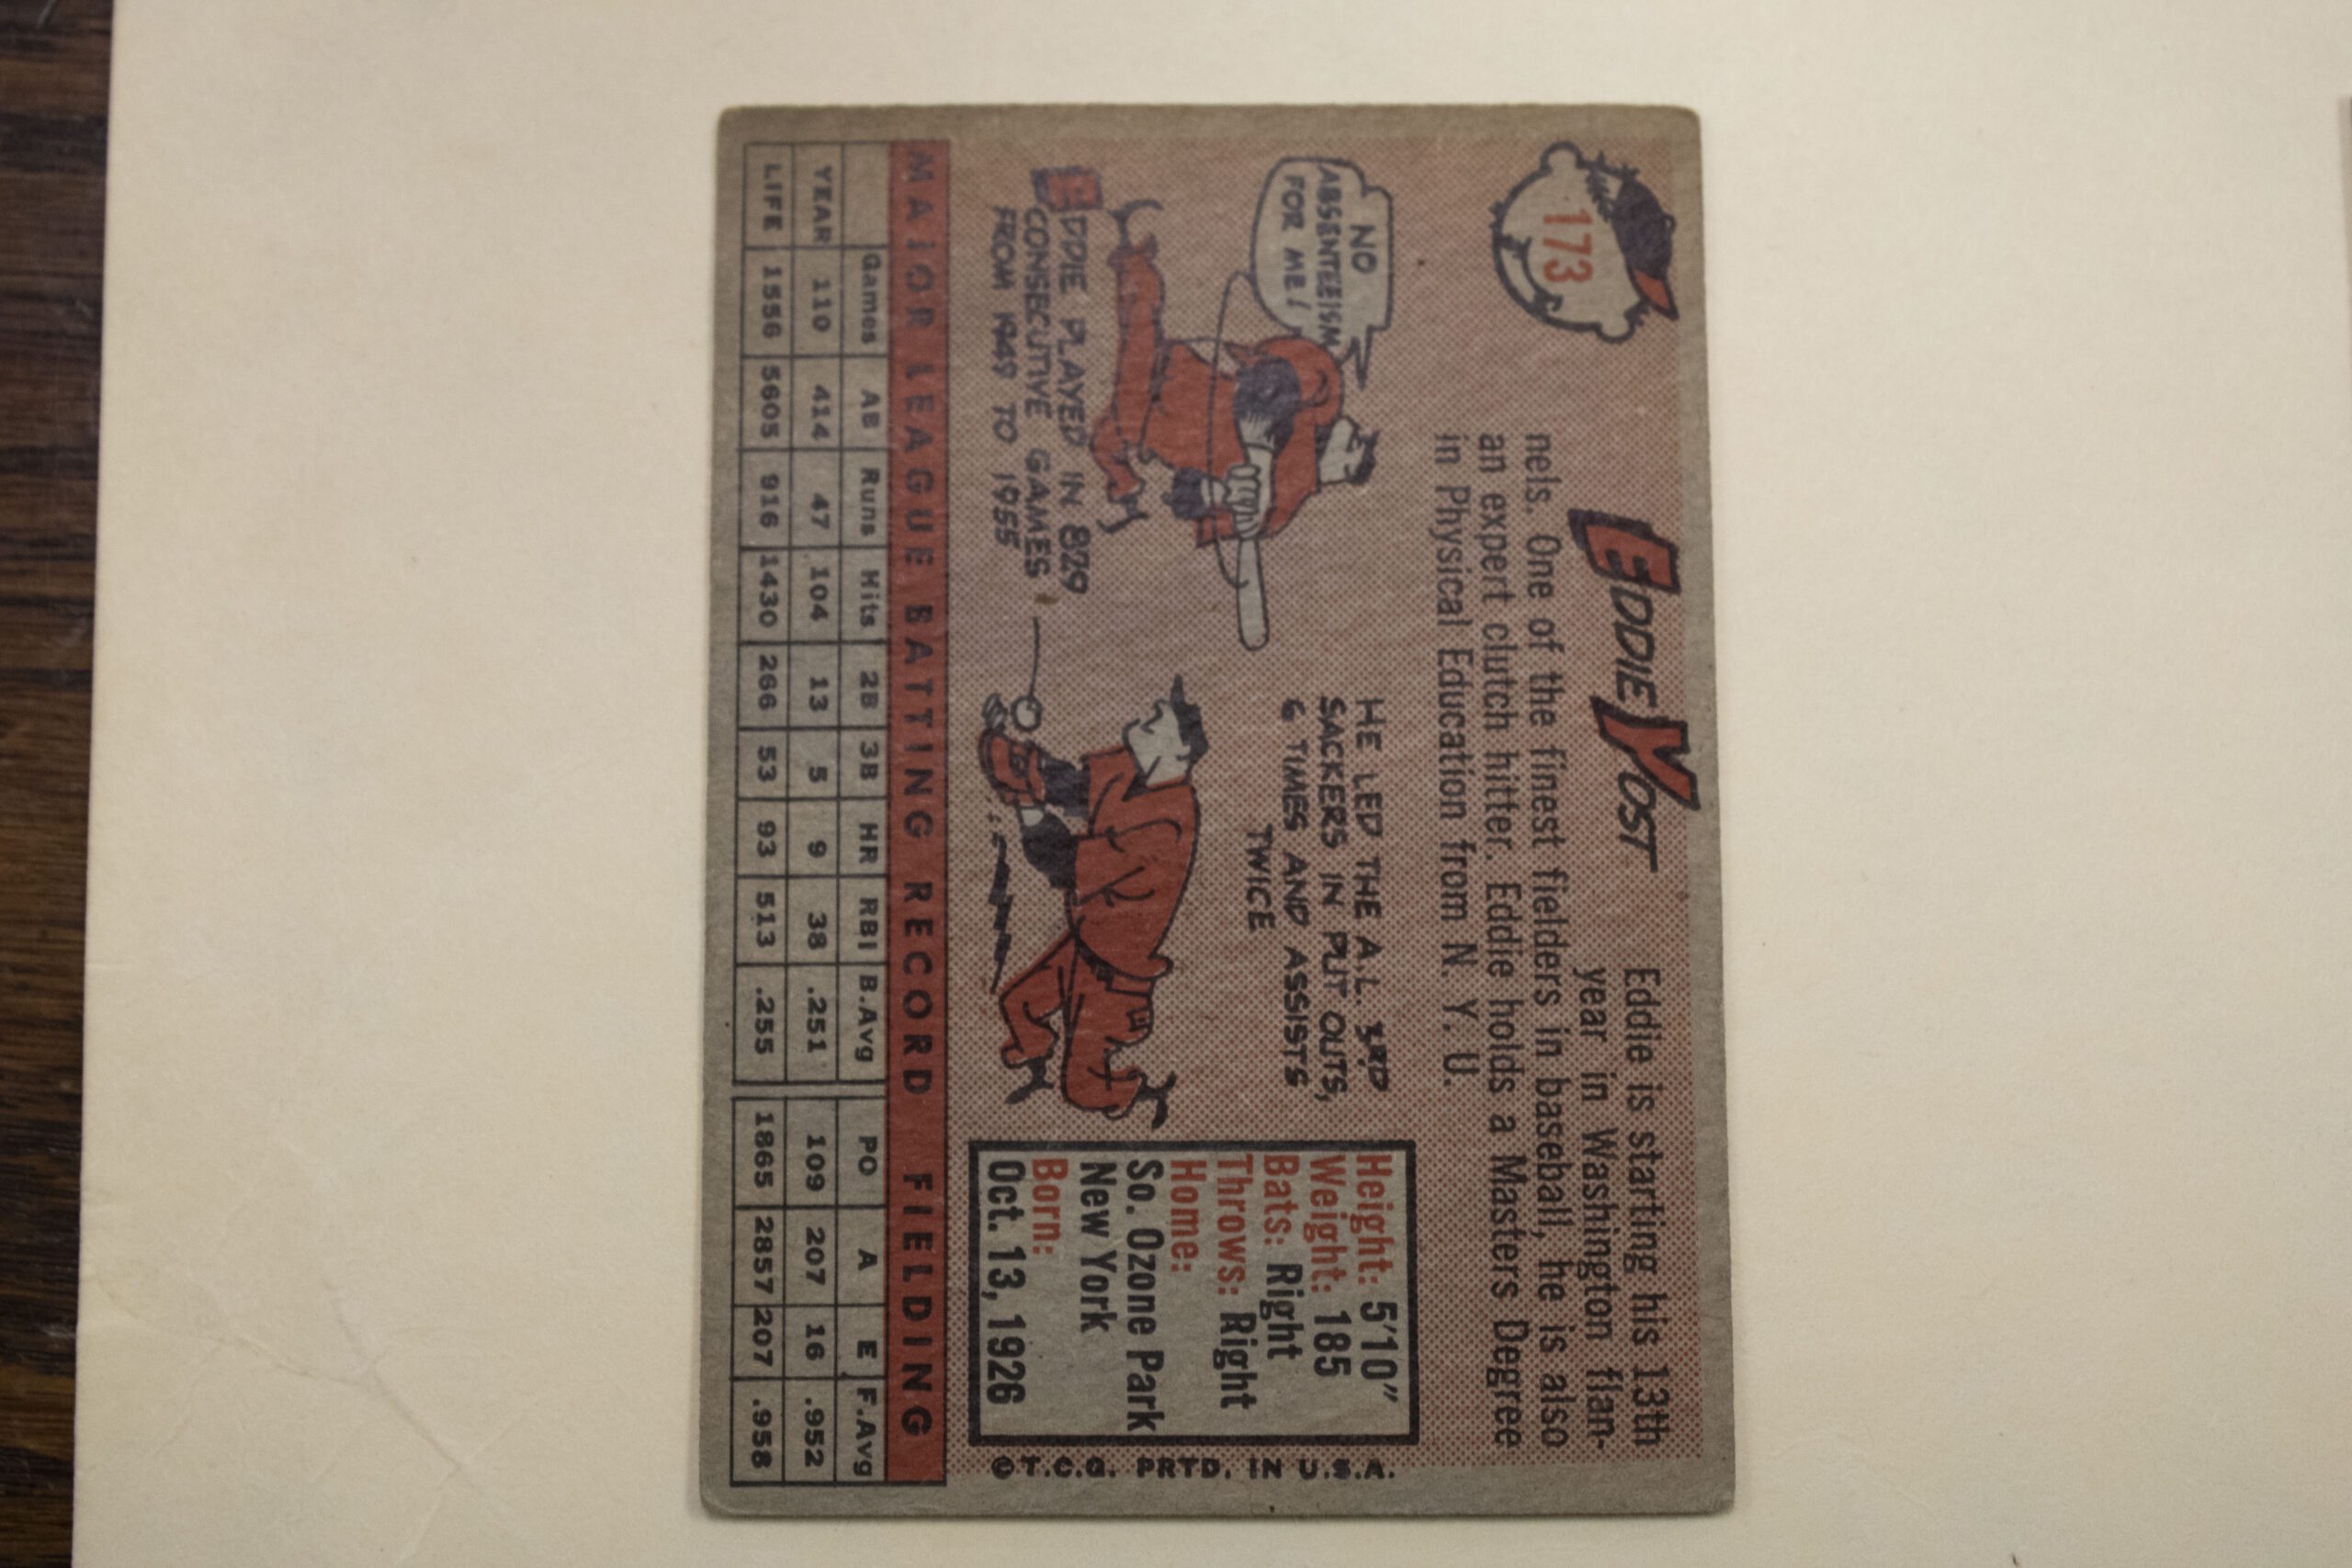 173
EDDIE YOST
Eddie is starting his 13th
year in Washington flan-
nels. One of the finest fielders in baseball, he is also
an expert clutch hitter. Eddie holds a Masters Degree
in Physical Education from N. Y. U.
NO
ABSENTEEISM
FOR ME!
EDDIE PLAYED IN 829
CONSECUTIVE GAMES
FROM 1949 TO 1955
HE LED THE A.L. 3RD
SACKERS IN PUT OUTS,
6 TIMES AND ASSISTS
TWICE
Height: 5'10"
Weight: 185
Bats: Right
Throws: Right
Home:
So. Ozone Park
New York
Born:
Oct. 13, 1926
© T.C.G. PRTD. IN U.S.A.
MAJOR LEAGUE BATTING RECORD FIELDING
Games AB Runs Hits 2B 3B HR RBI B.Avg PO A E F.Avg
YEAR 110 414 47 104 13 5 9 38 .251 109 207 16 .952
LIFE 1556 5605 916 1430 266 53 93 513 .255 1865 2857 207 .958